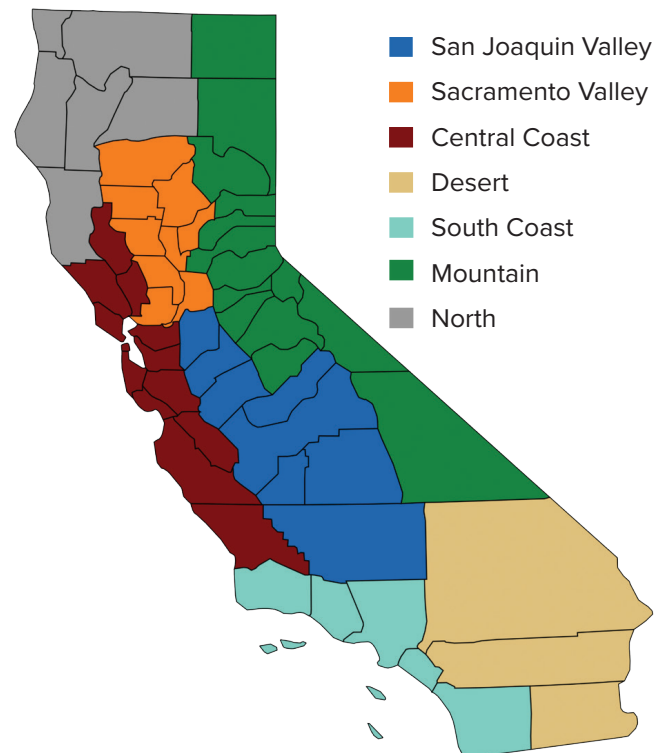 San Joaquin Valley
Sacramento Valley
Central Coast
Desert
South Coast
Mountain
North